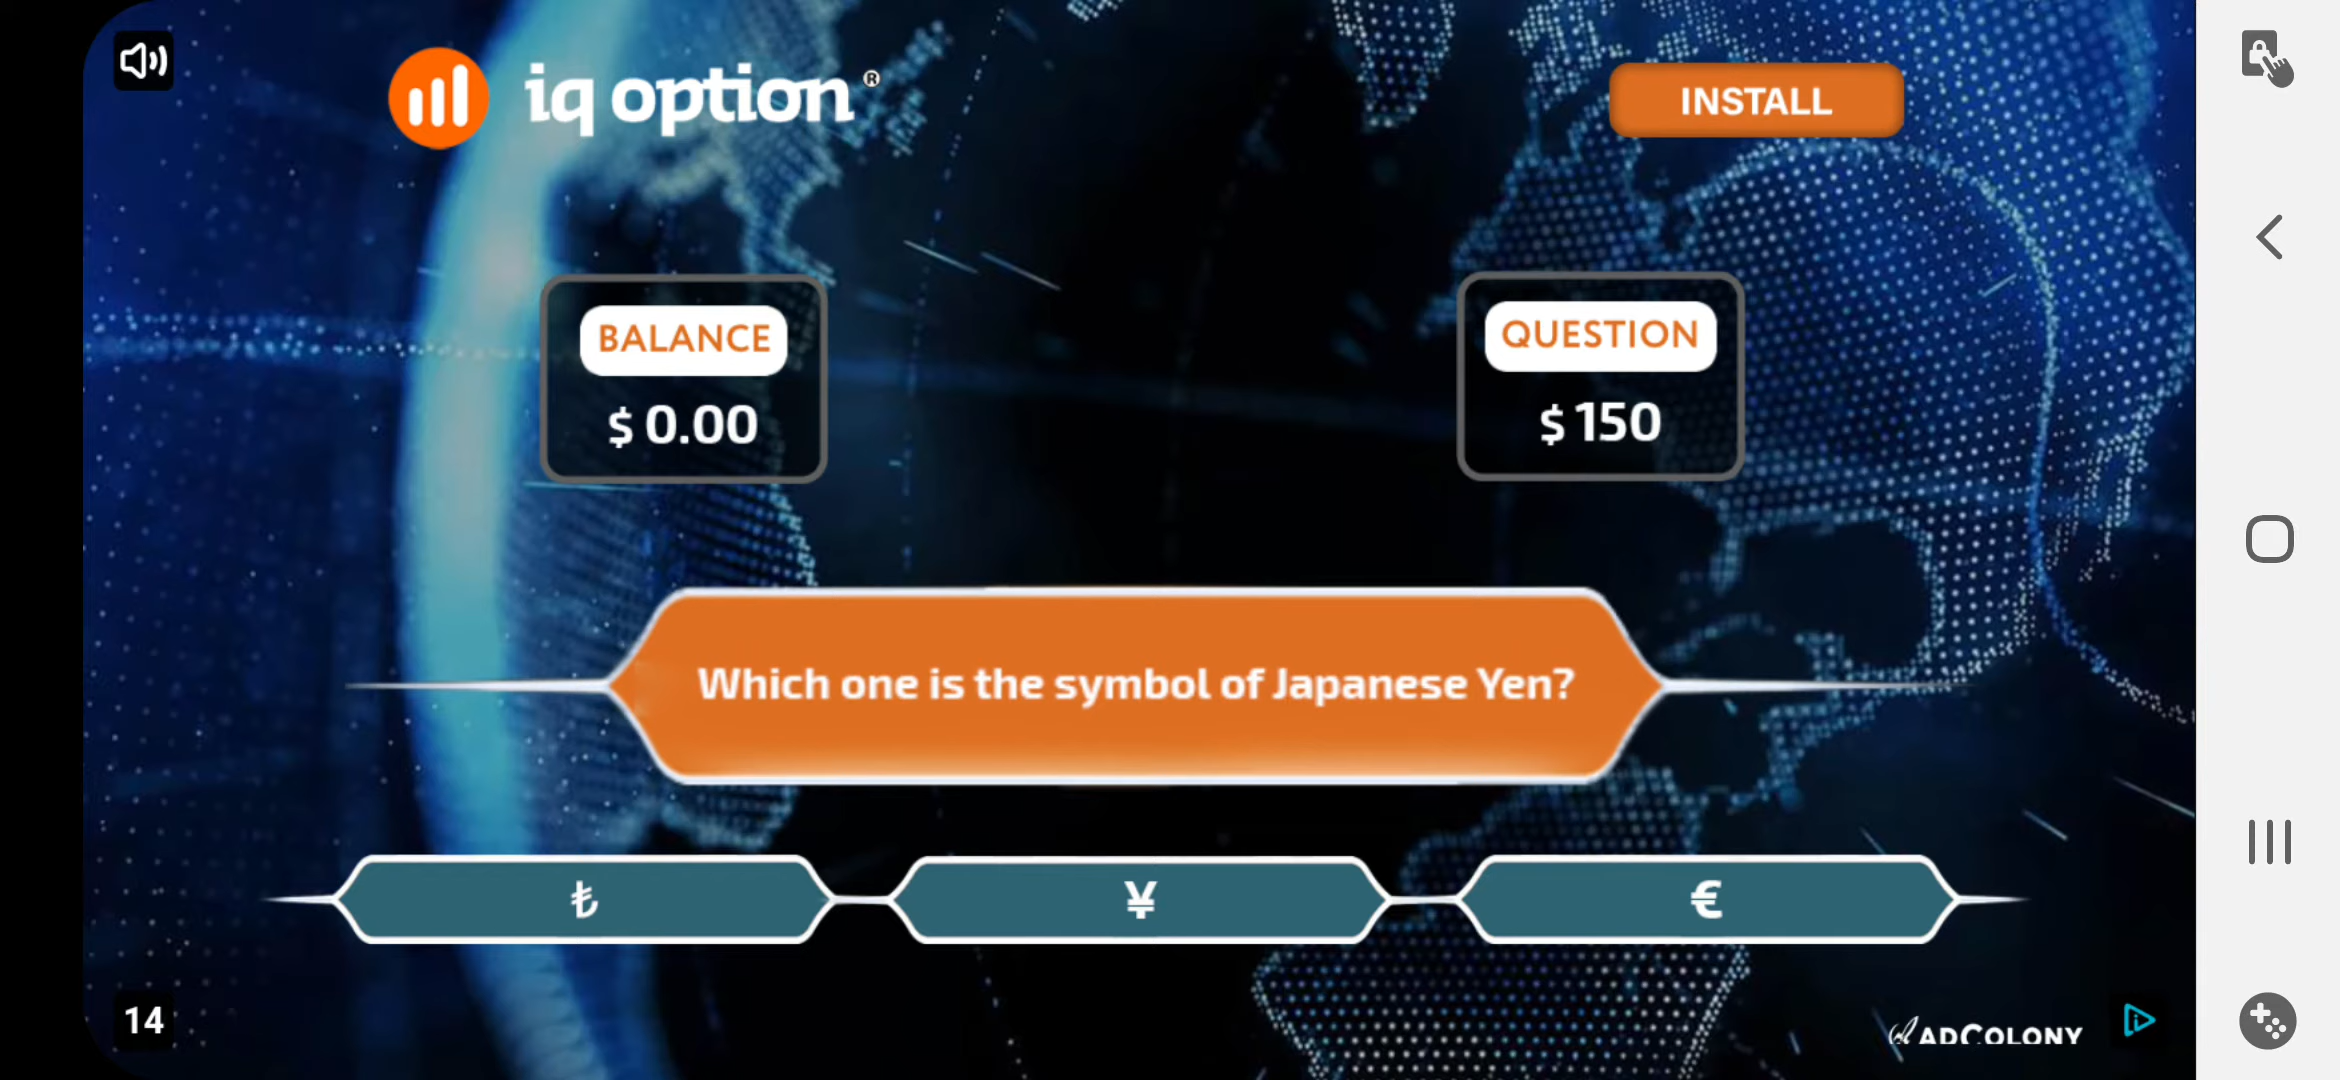 iq option®
INSTALL
BALANCE
$ 0.00
QUESTION
$ 150
Which one is the symbol of Japanese Yen?
₺
¥
€
14
ADCOLONY